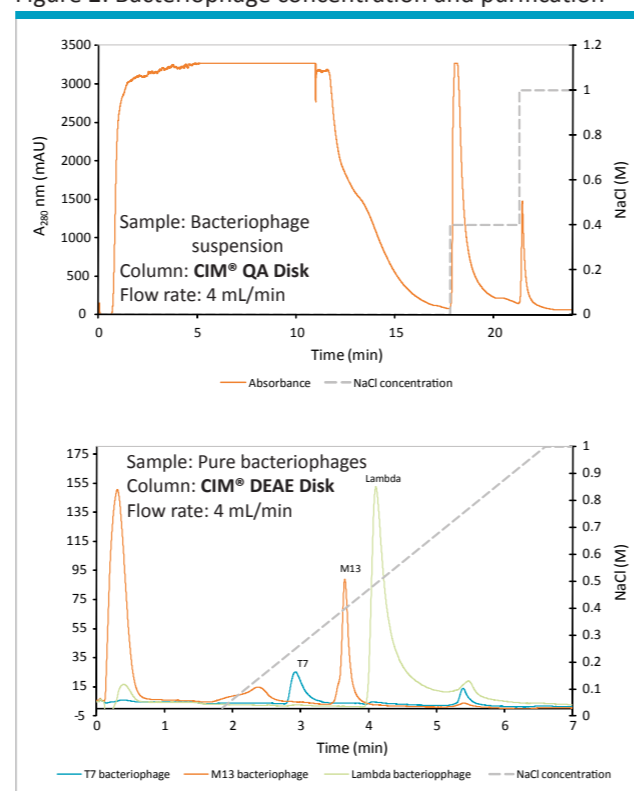 Figure 2: Bacteriophage concentration and purification
3500
3000
2500
2000
1500
1000
500
0
A280 nm (mAU)
Sample: Bacteriophage
suspension
Column: CIM® QA Disk
Flow rate: 4 mL/min
1.2
1
0.8
0.6
0.4
0.2
0
NaCl (M)
0 5 10 15 20
Time (min)
Absorbance NaCl concentration
175
155
135
115
95
75
55
35
15
-5
Sample: Pure bacteriophages
Column: CIM® DEAE Disk
Flow rate: 4 mL/min
Lambda
M13
T7
1
0.9
0.8
0.7
0.6
0.5
0.4
0.3
0.2
0.1
0
NaCl (M)
0 1 2 3 4 5 6 7
Time (min)
T7 bacteriophage M13 bacteriophage Lambda bacteriopphage NaCl concentration